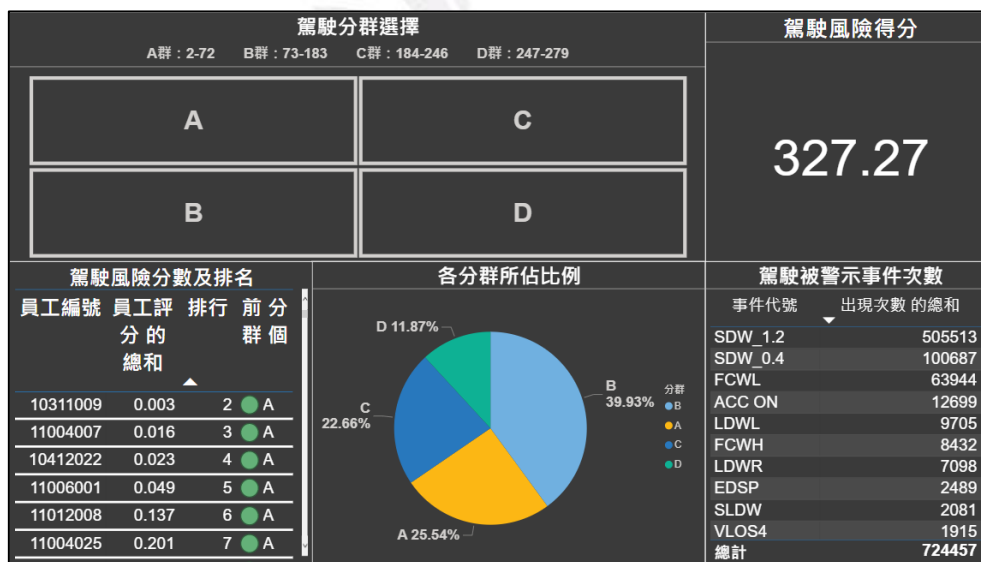 駕駛分群選擇
A群：2-72 B群：73-183 C群：184-246 D群：247-279
A
C
B
D
駕駛風險得分
327.27
駕駛風險分數及排名
員工編號 員工評分 的總和 排行 前 分群 個
10311009 0.003 2 A
11004007 0.016 3 A
10412022 0.023 4 A
11006001 0.049 5 A
11012008 0.137 6 A
11004025 0.201 7 A
各分群所佔比例
D 11.87%
B
39.93%
C
22.66%
A 25.54%
分群
B
A
C
D
駕駛被警示事件次數
事件代號 出現次數 的總和
SDW_1.2 505513
SDW_0.4 100687
FCWL 63944
ACC ON 12699
LDWL 9705
FCWH 8432
LDWR 7098
EDSP 2489
SLDW 2081
VLOS4 1915
總計 724457